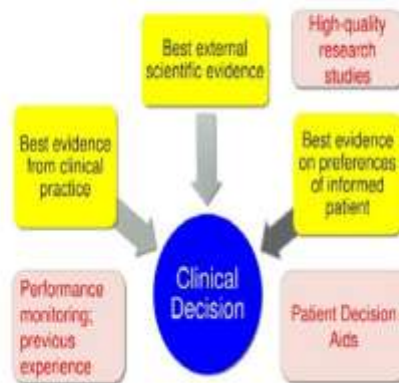 Best external
scientific evidence
High-quality
research
studies
Best evidence
from clinical
practice
Best evidence
on preferences
of informed
patient
Clinical
Decision
Performance
monitoring;
previous
experience
Patient Decision
Aids